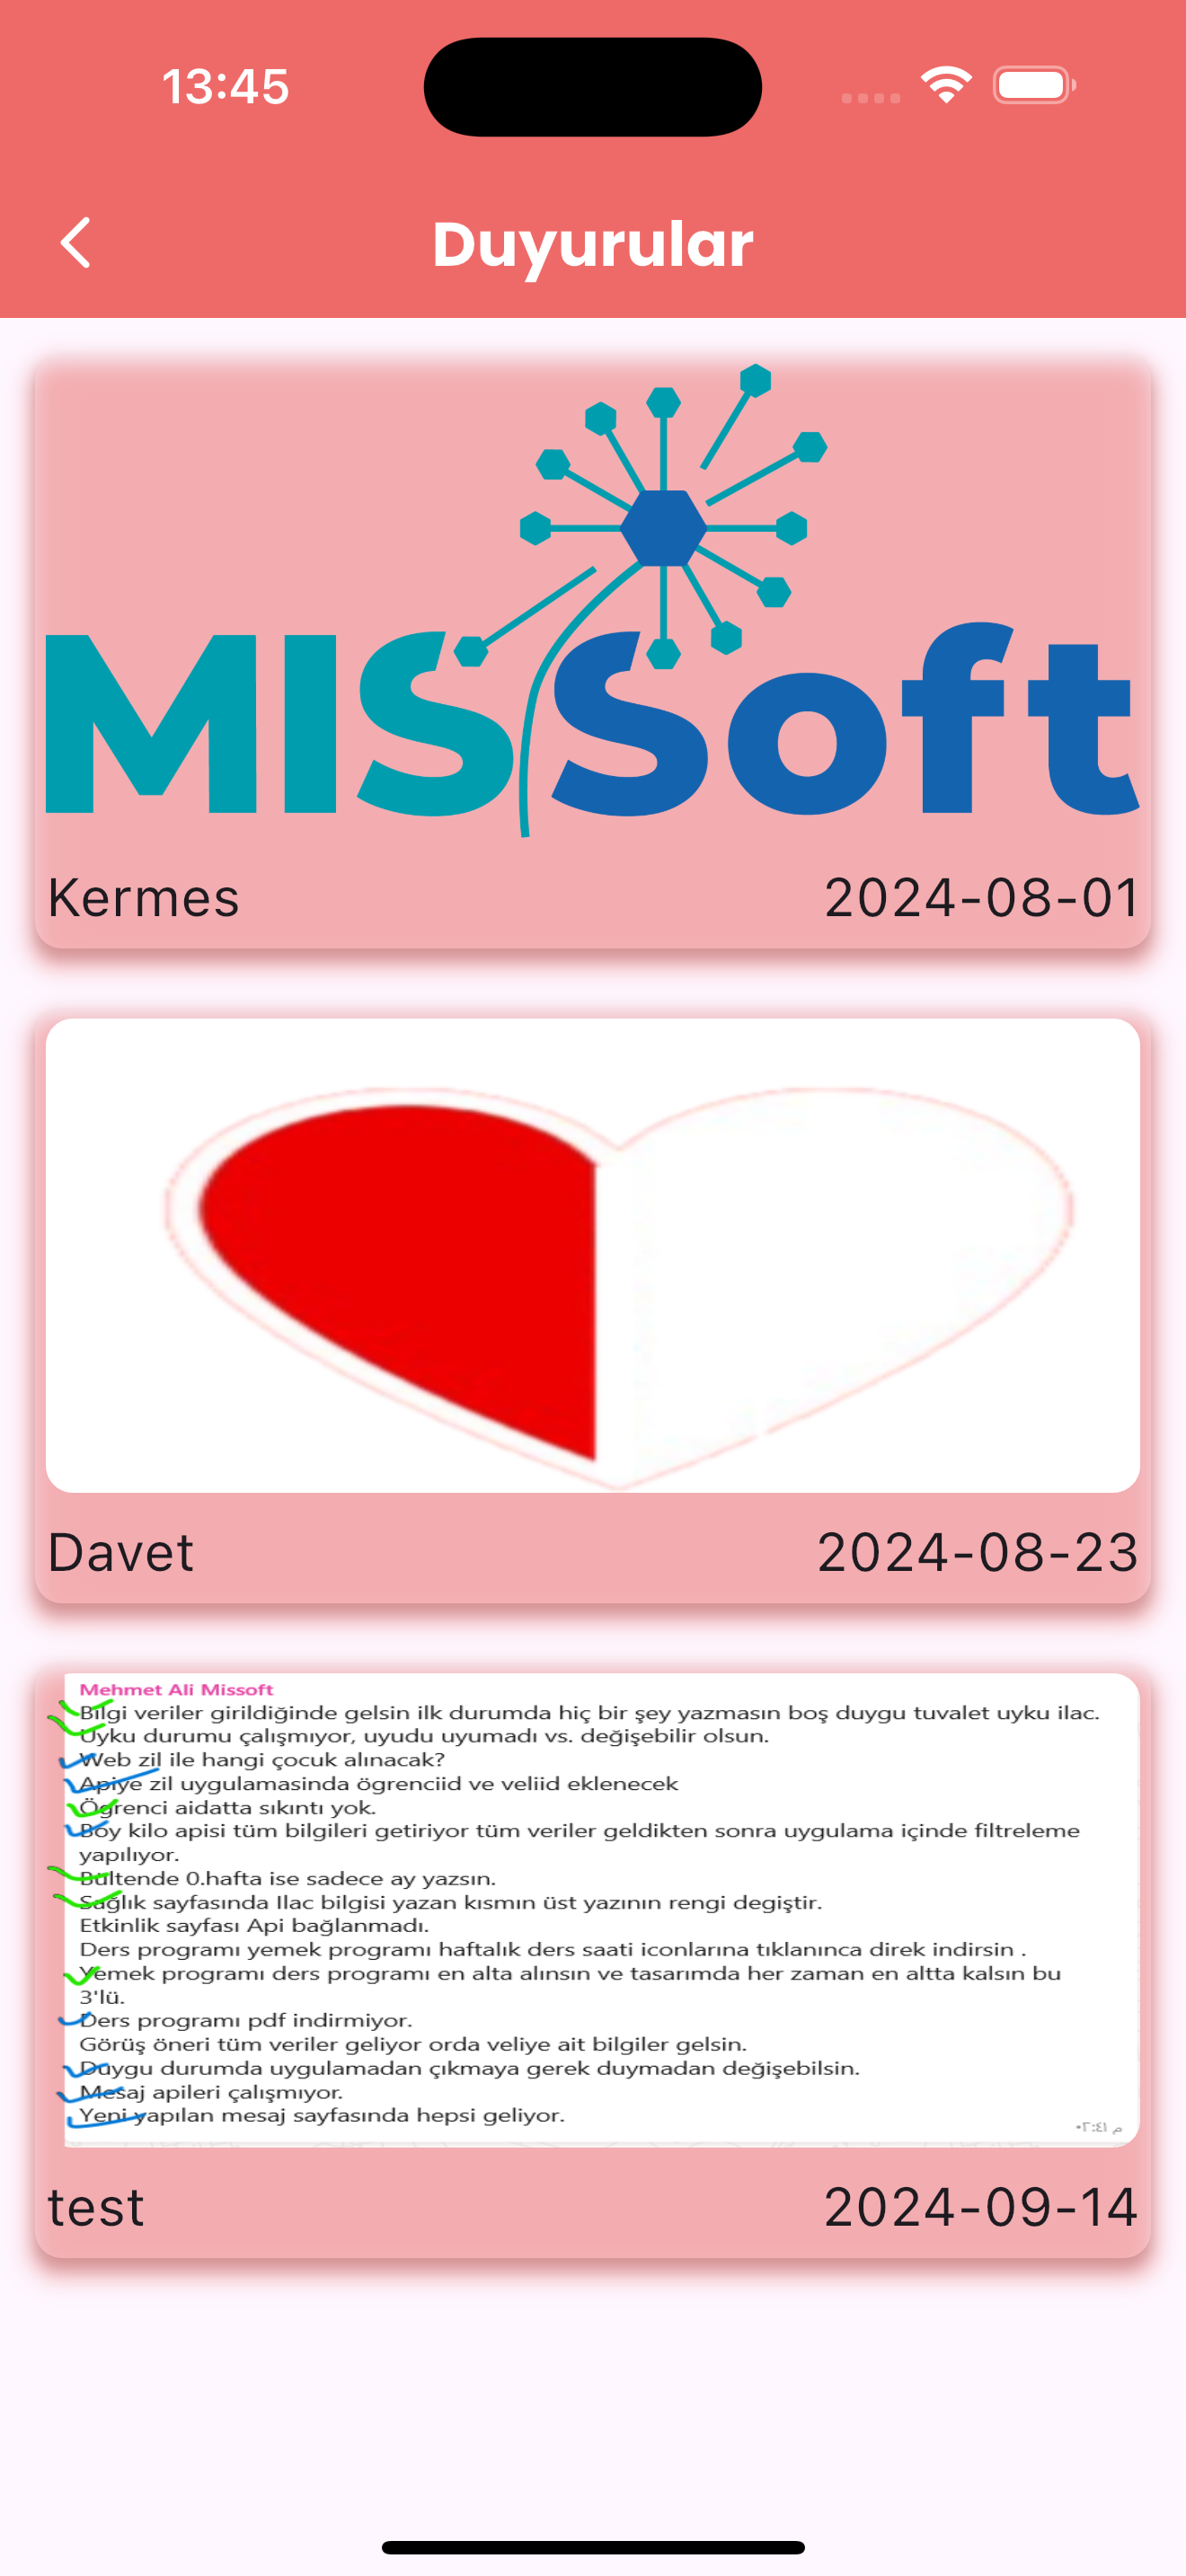 13:45
Duyurular
MISSoft
Kermes 2024-08-01
Davet 2024-08-23
Mehmet Ali Missoft
Bilgi veriler girildiğinde gelsin ilk durumda hiç bir şey yazmasın boş duygu tuvalet uyku ilac.
Uyku durumu çalışmıyor, uyudu uyumadı vs. değişebilir olsun.
Web zil ile hangi çocuk alınacak?
Apiye zil uygulamasinda ögrenciid ve veliid eklenecek
Ögrenci aidatta sıkıntı yok.
Boy kilo apisi tüm bilgileri getiriyor tüm veriler geldikten sonra uygulama içinde filtreleme
yapılıyor.
Bültende 0.hafta ise sadece ay yazsın.
Sağlık sayfasında Ilac bilgisi yazan kısmın üst yazının rengi degiştir.
Etkinlik sayfası Api bağlanmadı.
Ders programı yemek programı haftalık ders saati iconlarına tıklanınca direk indirsin .
Yemek programı ders programı en alta alınsın ve tasarımda her zaman en altta kalsın bu
3'lü.
Ders programı pdf indirmiyor.
Görüş öneri tüm veriler geliyor orda veliye ait bilgiler gelsin.
Duygu durumda uygulamadan çıkmaya gerek duymadan değişebilsin.
Mesaj apileri çalışmıyor.
Yeni yapılan mesaj sayfasında hepsi geliyor.
٠٢:٤١ م
test 2024-09-14